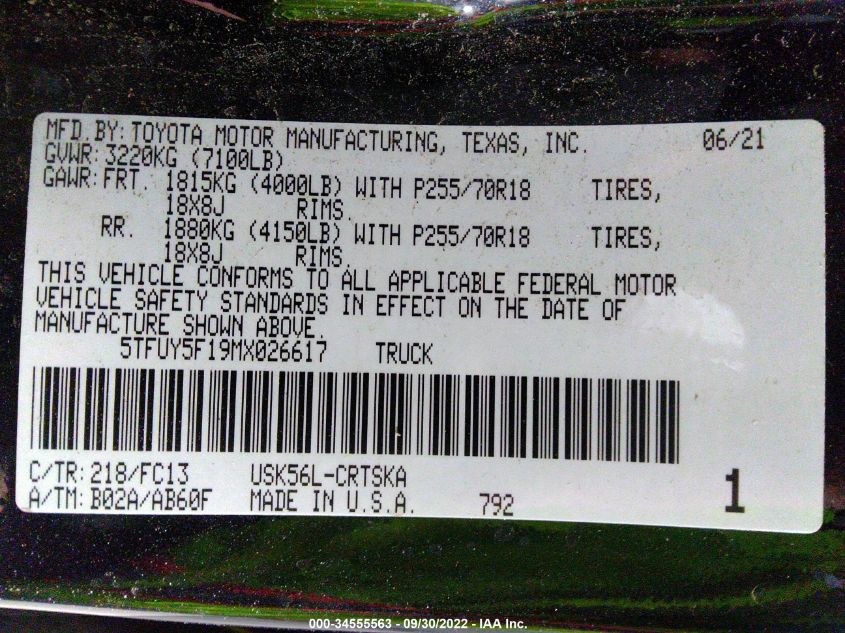 MFD. BY: TOYOTA MOTOR MANUFACTURING, TEXAS, INC. 06/21
GVWR: 3220KG (7100LB)
GAWR: FRT. 1815KG (4000LB) WITH P255/70R18 TIRES,
18X8J RIMS.
RR. 1880KG (4150LB) WITH P255/70R18 TIRES,
18X8J RIMS.
THIS VEHICLE CONFORMS TO ALL APPLICABLE FEDERAL MOTOR
VEHICLE SAFETY STANDARDS IN EFFECT ON THE DATE OF
MANUFACTURE SHOWN ABOVE.
5TFUY5F19MX026617 TRUCK
C/TR: 218/FC13 USK56L-CRTSKA
A/TM: B02A/AB60F MADE IN U.S.A. 792 1
000-34555563 - 09/30/2022 - IAA Inc.